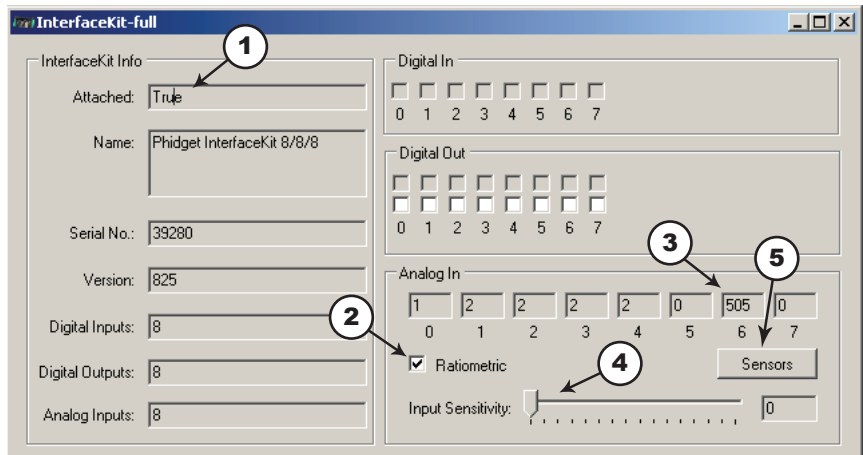 InterfaceKit-full
1
InterfaceKit Info
Attached: True
Name: Phidget InterfaceKit 8/8/8
Serial No.: 39280
Version: 825
Digital Inputs: 8
Digital Outputs: 8
Analog Inputs: 8
Digital In
0 1 2 3 4 5 6 7
Digital Out
0 1 2 3 4 5 6 7
3
5
Analog In
1 2 2 2 2 0 505 0
0 1 2 3 4 5 6 7
2
Ratiometric
4
Sensors
Input Sensitivity: 0